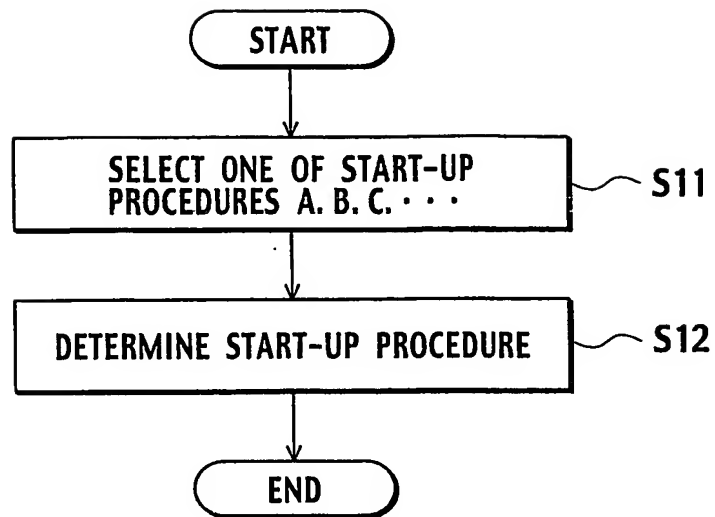 START
SELECT ONE OF START-UP
PROCEDURES A. B. C. · · ·
S11
DETERMINE START-UP PROCEDURE
S12
END